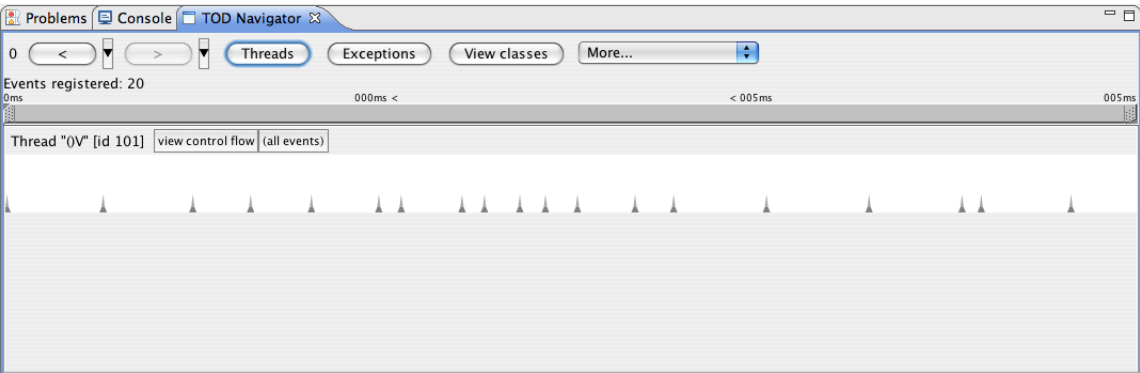 Problems Console TOD Navigator
0 < > Threads Exceptions View classes More...
Events registered: 20
0ms 000ms < < 005ms 005ms
Thread "()V" [id 101] view control flow (all events)